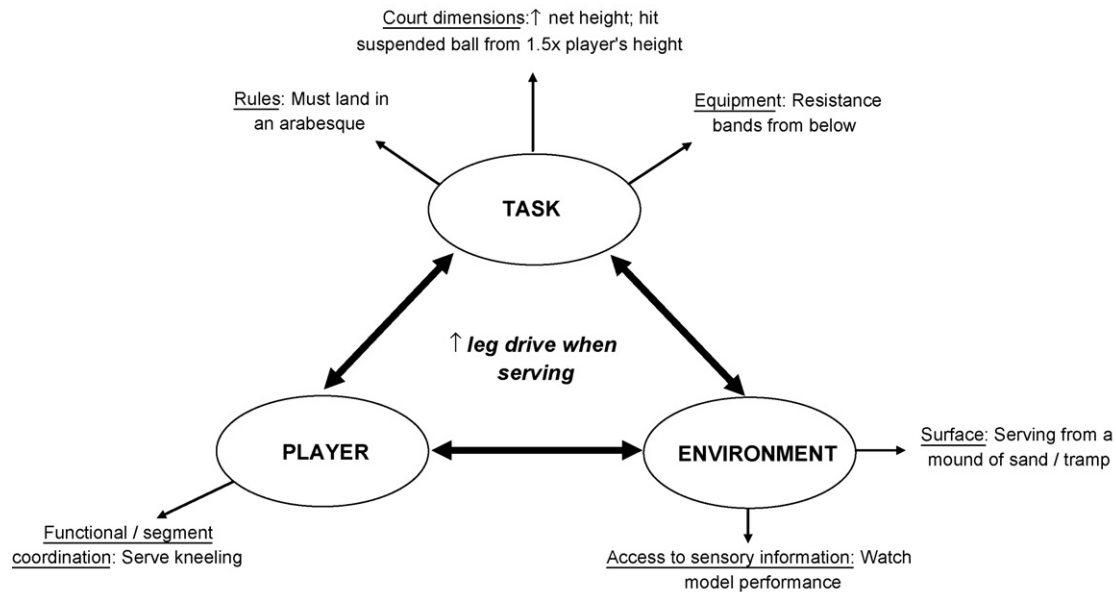 Court dimensions:↑ net height; hit
suspended ball from 1.5x player's height
Rules: Must land in
an arabesque
Equipment: Resistance
bands from below
TASK
↑ leg drive when
serving
PLAYER
ENVIRONMENT
Surface: Serving from a
mound of sand / tramp
Functional / segment
coordination: Serve kneeling
Access to sensory information: Watch
model performance